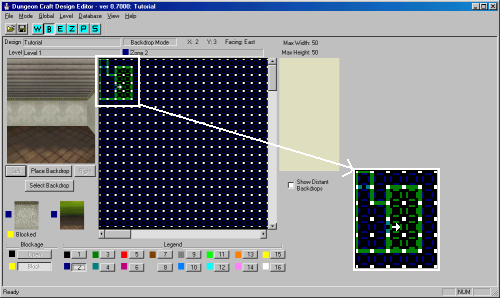 Dungeon Craft Design Editor - ver 0.7000: Tutorial
File Mode Global Level Database View Help
W B E Z P S
Design Tutorial Backdrop Mode X: 2 Y: 3 Facing: East
Level Level 1 Zone 2
Max Width: 50
Max Height: 50
Left Place Backdrop Right
Select Backdrop
Show Distant
Backdrops
Blocked
Blockage Legend
Open 1 3 5 7 9 11 13 15
Block 2 4 6 8 10 12 14 16
Ready NUM